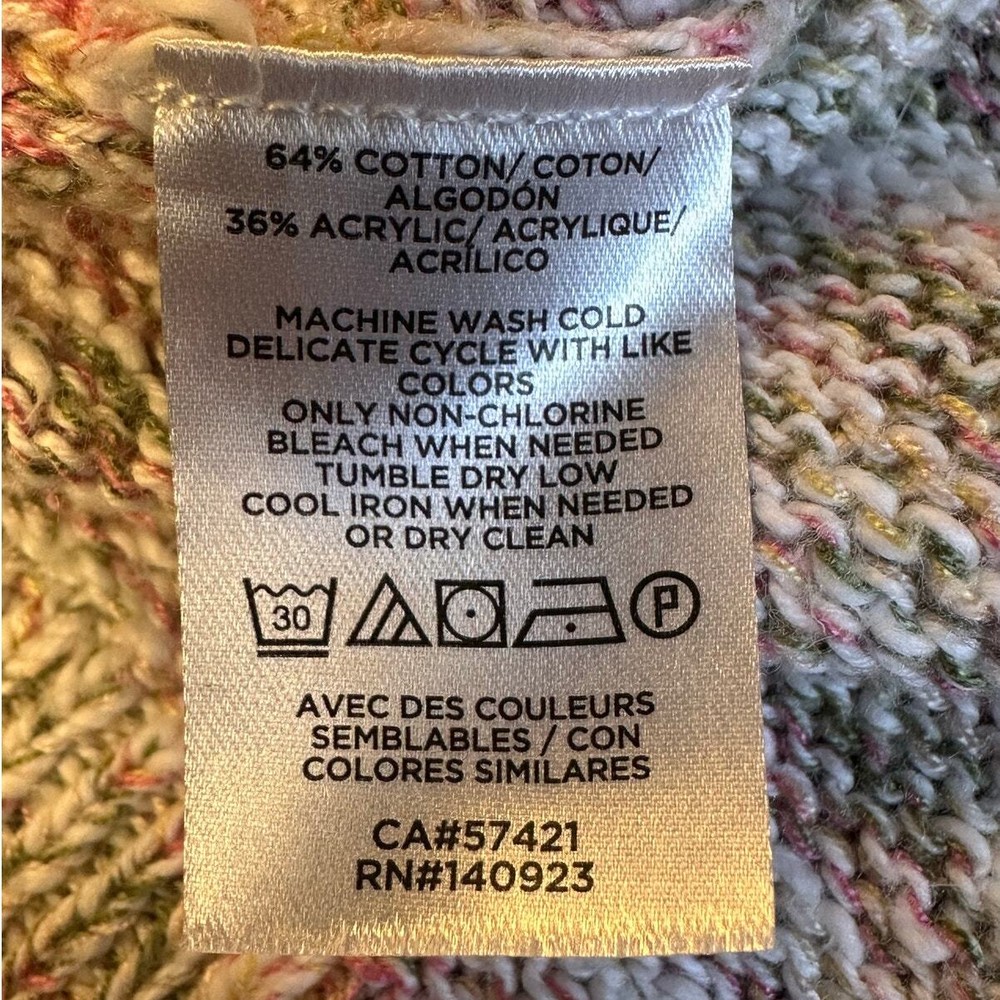 64% COTTON/ COTON/
ALGODÓN
36% ACRYLIC/ ACRYLIQUE/
ACRÍLICO
MACHINE WASH COLD
DELICATE CYCLE WITH LIKE
COLORS
ONLY NON-CHLORINE
BLEACH WHEN NEEDED
TUMBLE DRY LOW
COOL IRON WHEN NEEDED
OR DRY CLEAN
30 P
AVEC DES COULEURS
SEMBLABLES / CON
COLORES SIMILARES
CA#57421
RN#140923